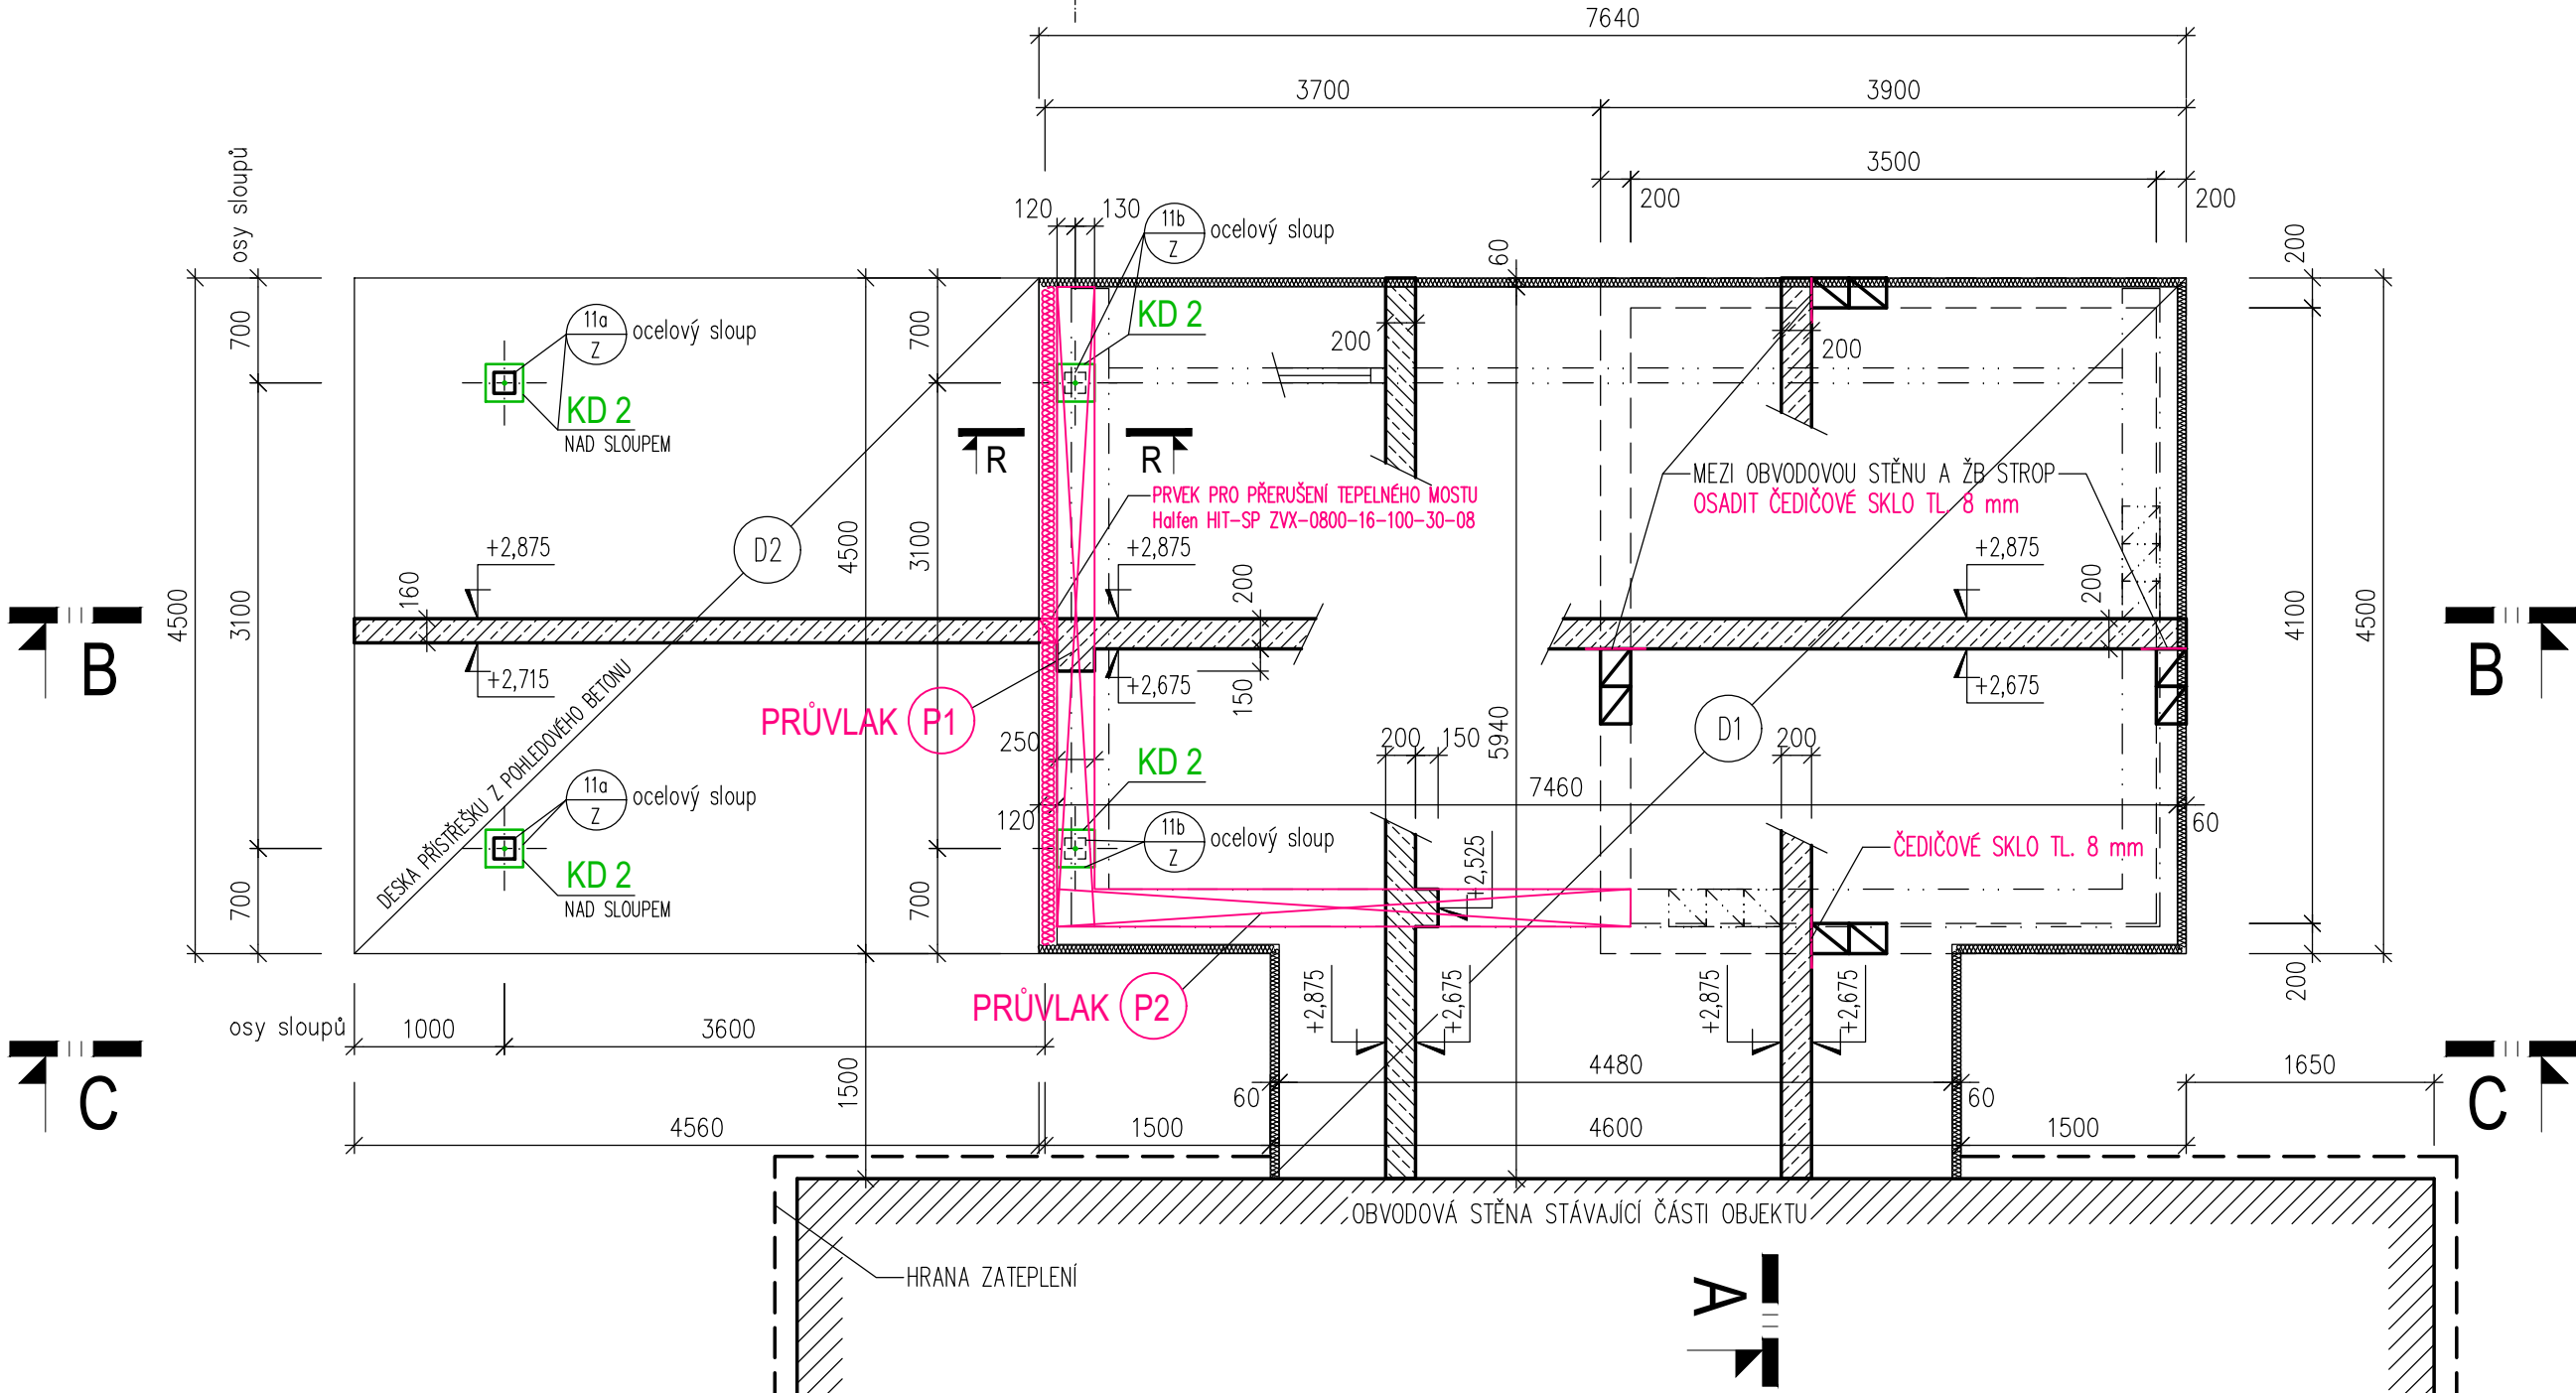 7640
3700
3900
3500
200
200
120
130
11b
Z
ocelový sloup
60
200
osy sloupů
700
11a
Z
ocelový sloup
700
KD 2
200
200
KD 2
NAD SLOUPEM
R
R
MEZI OBVODOVOU STĚNU A ŽB STROP
OSADIT ČEDIČOVÉ SKLO TL. 8 mm
PRVEK PRO PŘERUŠENÍ TEPELNÉHO MOSTU
Halfen HIT-SP ZVX-0800-16-100-30-08
D2
+2,875
+2,875
+2,875
4500
3100
4500
3100
160
200
200
4100
4500
B
B
+2,715
+2,675
+2,675
150
DESKA PŘÍSTŘEŠKU Z POHLEDOVÉHO BETONU
PRŮVLAK P1
250
KD 2
200
150
5940
200
D1
7460
11a
Z
ocelový sloup
120
11b
Z
ocelový sloup
60
ČEDIČOVÉ SKLO TL. 8 mm
+2,525
KD 2
NAD SLOUPEM
700
700
200
PRŮVLAK P2
+2,875
+2,675
+2,875
+2,675
osy sloupů
1000
3600
1500
4480
60
60
1650
C
C
4560
1500
4600
1500
OBVODOVÁ STĚNA STÁVAJÍCÍ ČÁSTI OBJEKTU
HRANA ZATEPLENÍ
A